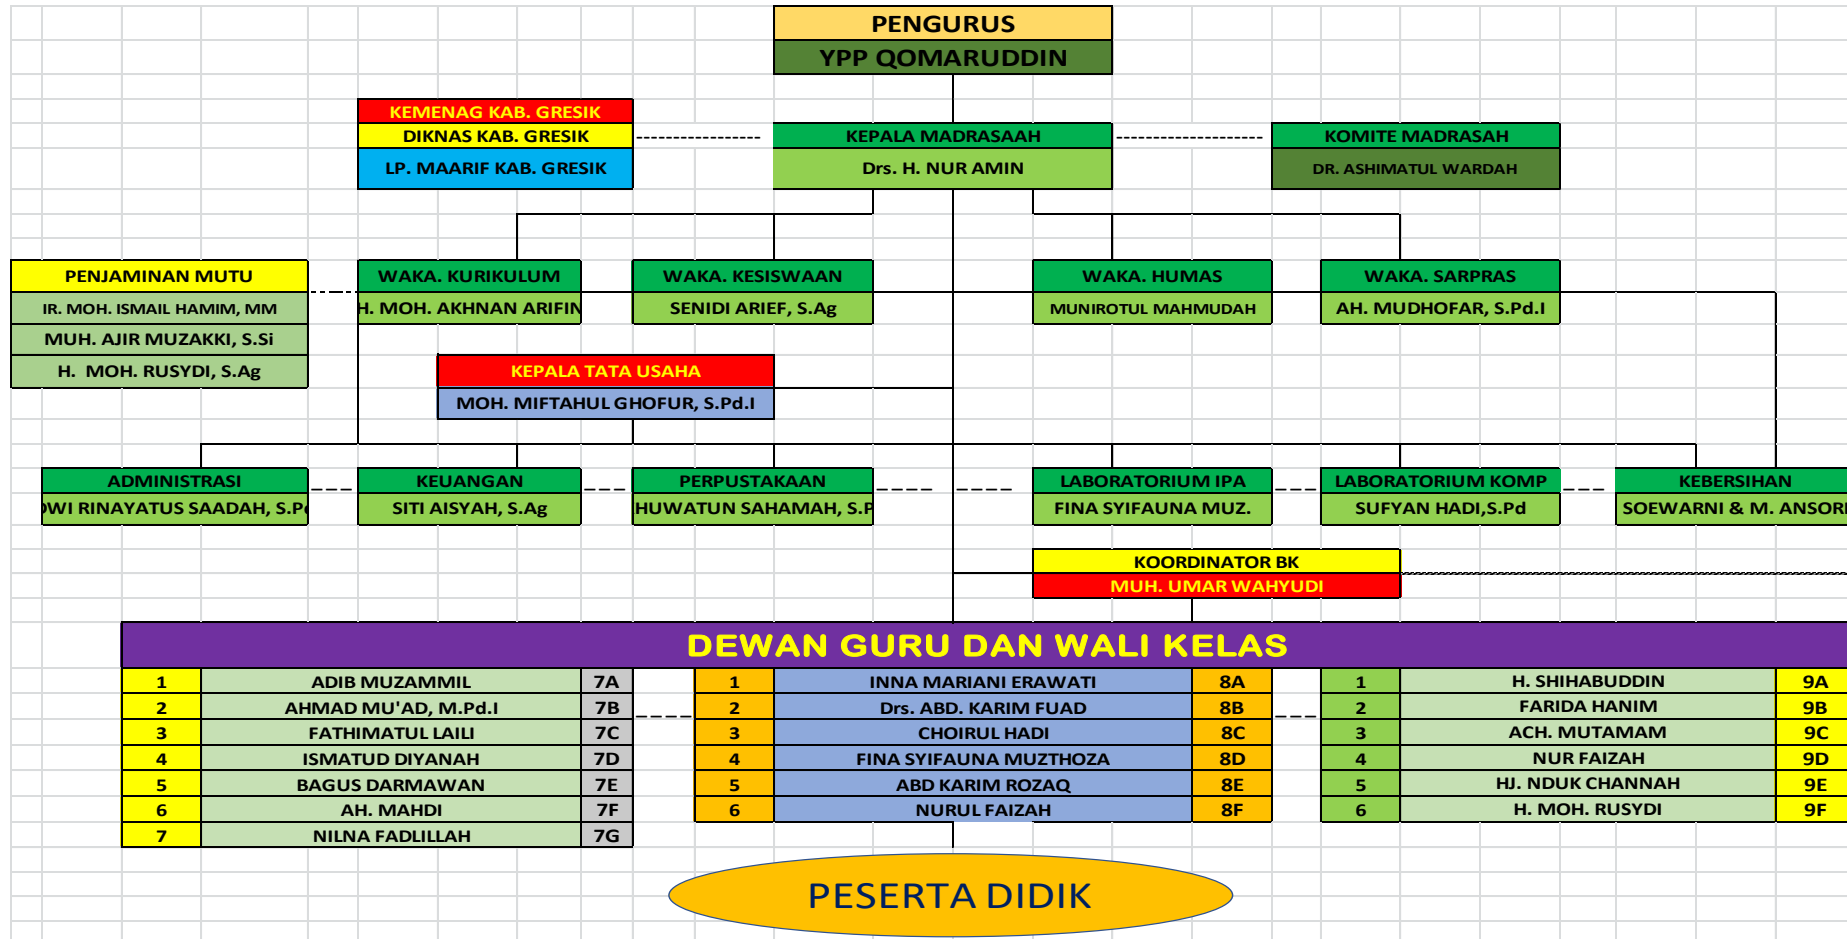 PENGURUS
YPP QOMARUDDIN
KEMENAG KAB. GRESIK
DIKNAS KAB. GRESIK
LP. MAARIF KAB. GRESIK
KEPALA MADRASAAH
Drs. H. NUR AMIN
KOMITE MADRASAH
DR. ASHIMATUL WARDAH
PENJAMINAN MUTU
IR. MOH. ISMAIL HAMIM, MM
MUH. AJIR MUZAKKI, S.Si
H. MOH. RUSYDI, S.Ag
WAKA. KURIKULUM
H. MOH. AKHNAN ARIFIN
WAKA. KESISWAAN
SENIDI ARIEF, S.Ag
WAKA. HUMAS
MUNIROTUL MAHMUDAH
WAKA. SARPRAS
AH. MUDHOFAR, S.Pd.I
KEPALA TATA USAHA
MOH. MIFTAHUL GHOFUR, S.Pd.I
ADMINISTRASI
RINAYATUS SAADAH,
KEUANGAN
SITI AISYAH, S.Ag
PERPUSTAKAAN
HUWATUN SAHAMAH,
LABORATORIUM IPA
FINA SYIFAUNA MUZ.
LABORATORIUM KOMP
SUFYAN HADI,S.Pd
KEBERSIHAN
SOEWARNI & M. ANSORI
KOORDINATOR BK
MUH. UMAR WAHYUDI
DEWAN GURU DAN WALI KELAS
1 ADIB MUZAMMIL 7A
2 AHMAD MU'AD, M.Pd.I 7B
3 FATHIMATUL LAILI 7C
4 ISMATUD DIYANAH 7D
5 BAGUS DARMAWAN 7E
6 AH. MAHDI 7F
7 NILNA FADLILLAH 7G
1 INNA MARIANI ERAWATI 8A
2 Drs. ABD. KARIM FUAD 8B
3 CHOIRUL HADI 8C
4 FINA SYIFAUNA MUZTHOZA 8D
5 ABD KARIM ROZAQ 8E
6 NURUL FAIZAH 8F
1 H. SHIHABUDDIN 9A
2 FARIDA HANIM 9B
3 ACH. MUTAMAM 9C
4 NUR FAIZAH 9D
5 HJ. NDUK CHANNAH 9E
6 H. MOH. RUSYDI 9F
PESERTA DIDIK